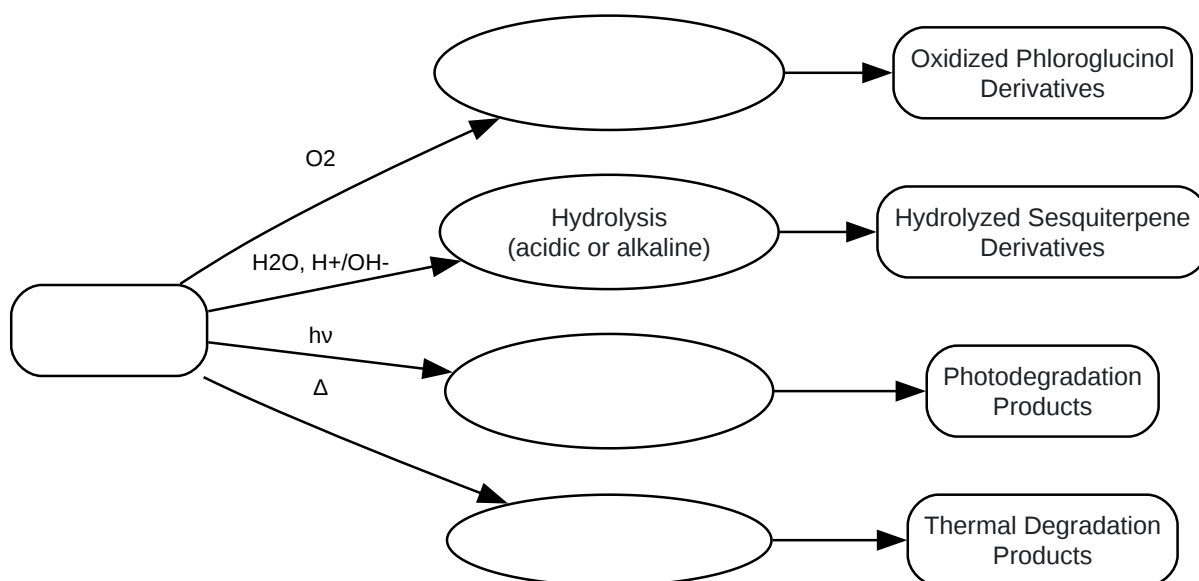 Oxidized Phloroglucinol
Derivatives
O2
Hydrolysis
(acidic or alkaline)
Hydrolyzed Sesquiterpene
Derivatives
H2O, H+/OH-
hν
Photodegradation
Products
Δ
Thermal Degradation
Products